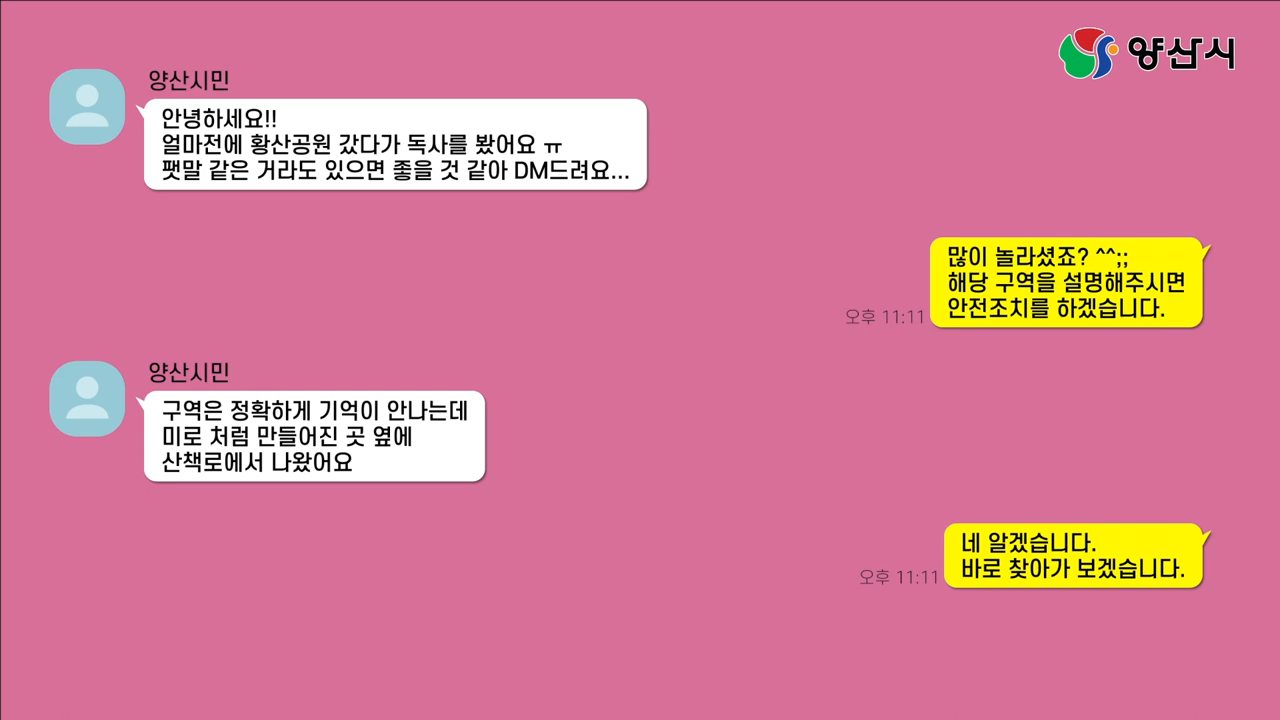 양산시
양산시민
안녕하세요!!
얼마전에 황산공원 갔다가 독사를 봤어요 ㅠ
팻말 같은 거라도 있으면 좋을 것 같아 DM드려요...
많이 놀라셨죠? ^^;;
해당 구역을 설명해주시면
안전조치를 하겠습니다.
오후 11:11
양산시민
구역은 정확하게 기억이 안나는데
미로 처럼 만들어진 곳 옆에
산책로에서 나왔어요
네 알겠습니다.
바로 찾아가 보겠습니다.
오후 11:11